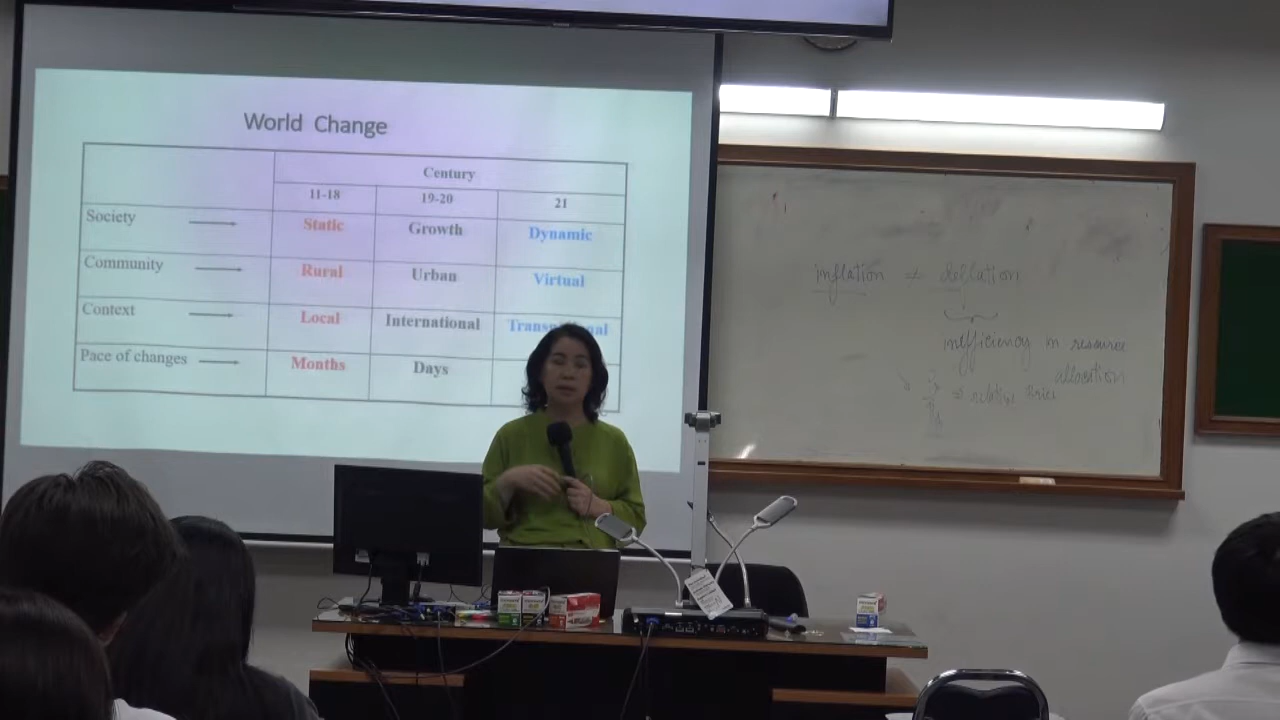 World Change
Century
11-18 19-20 21
Society Static Growth Dynamic
Community Rural Urban Virtual
Context Local International
Pace of changes Months Days
inflation ≠ deflation
inefficiency in resource
allocation
⇒ relative